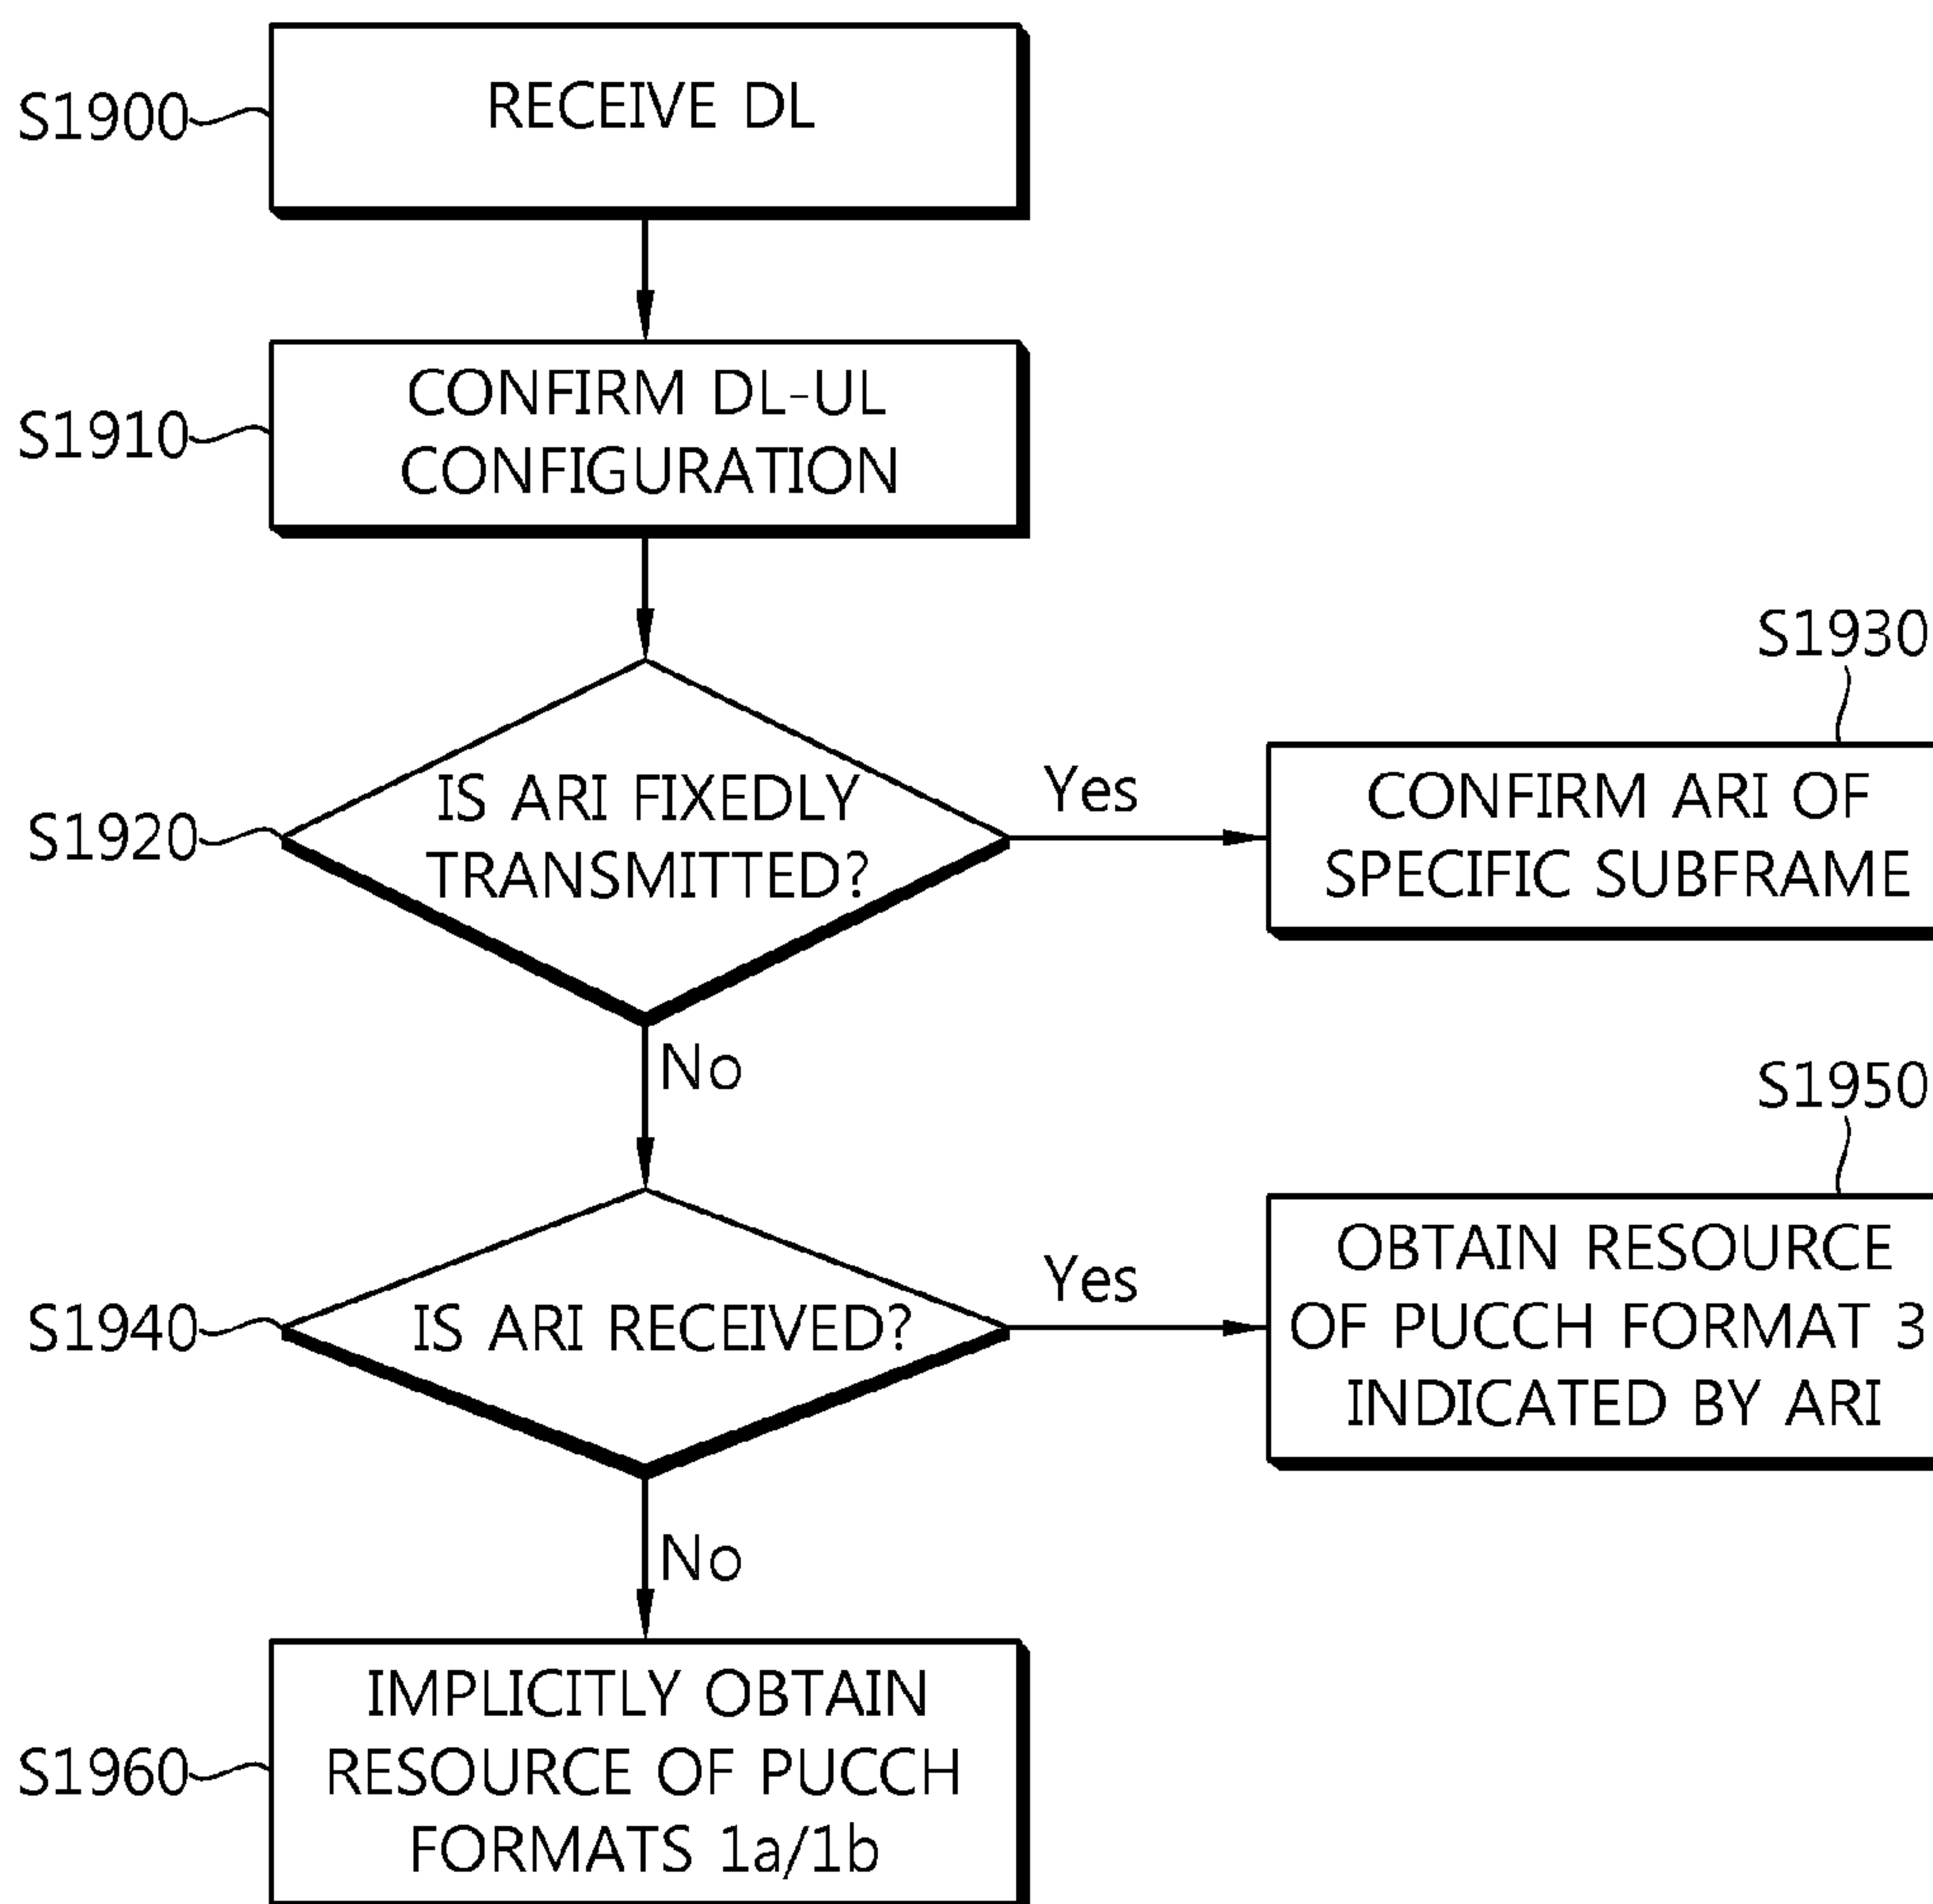 S1900
RECEIVE DL
S1910
CONFIRM DL-UL
CONFIGURATION
S1920
IS ARI FIXEDLY
TRANSMITTED?
Yes
S1930
CONFIRM ARI OF
SPECIFIC SUBFRAME
No
S1940
IS ARI RECEIVED?
Yes
S1950
OBTAIN RESOURCE
OF PUCCH FORMAT 3
INDICATED BY ARI
No
S1960
IMPLICITLY OBTAIN
RESOURCE OF PUCCH
FORMATS 1a/1b